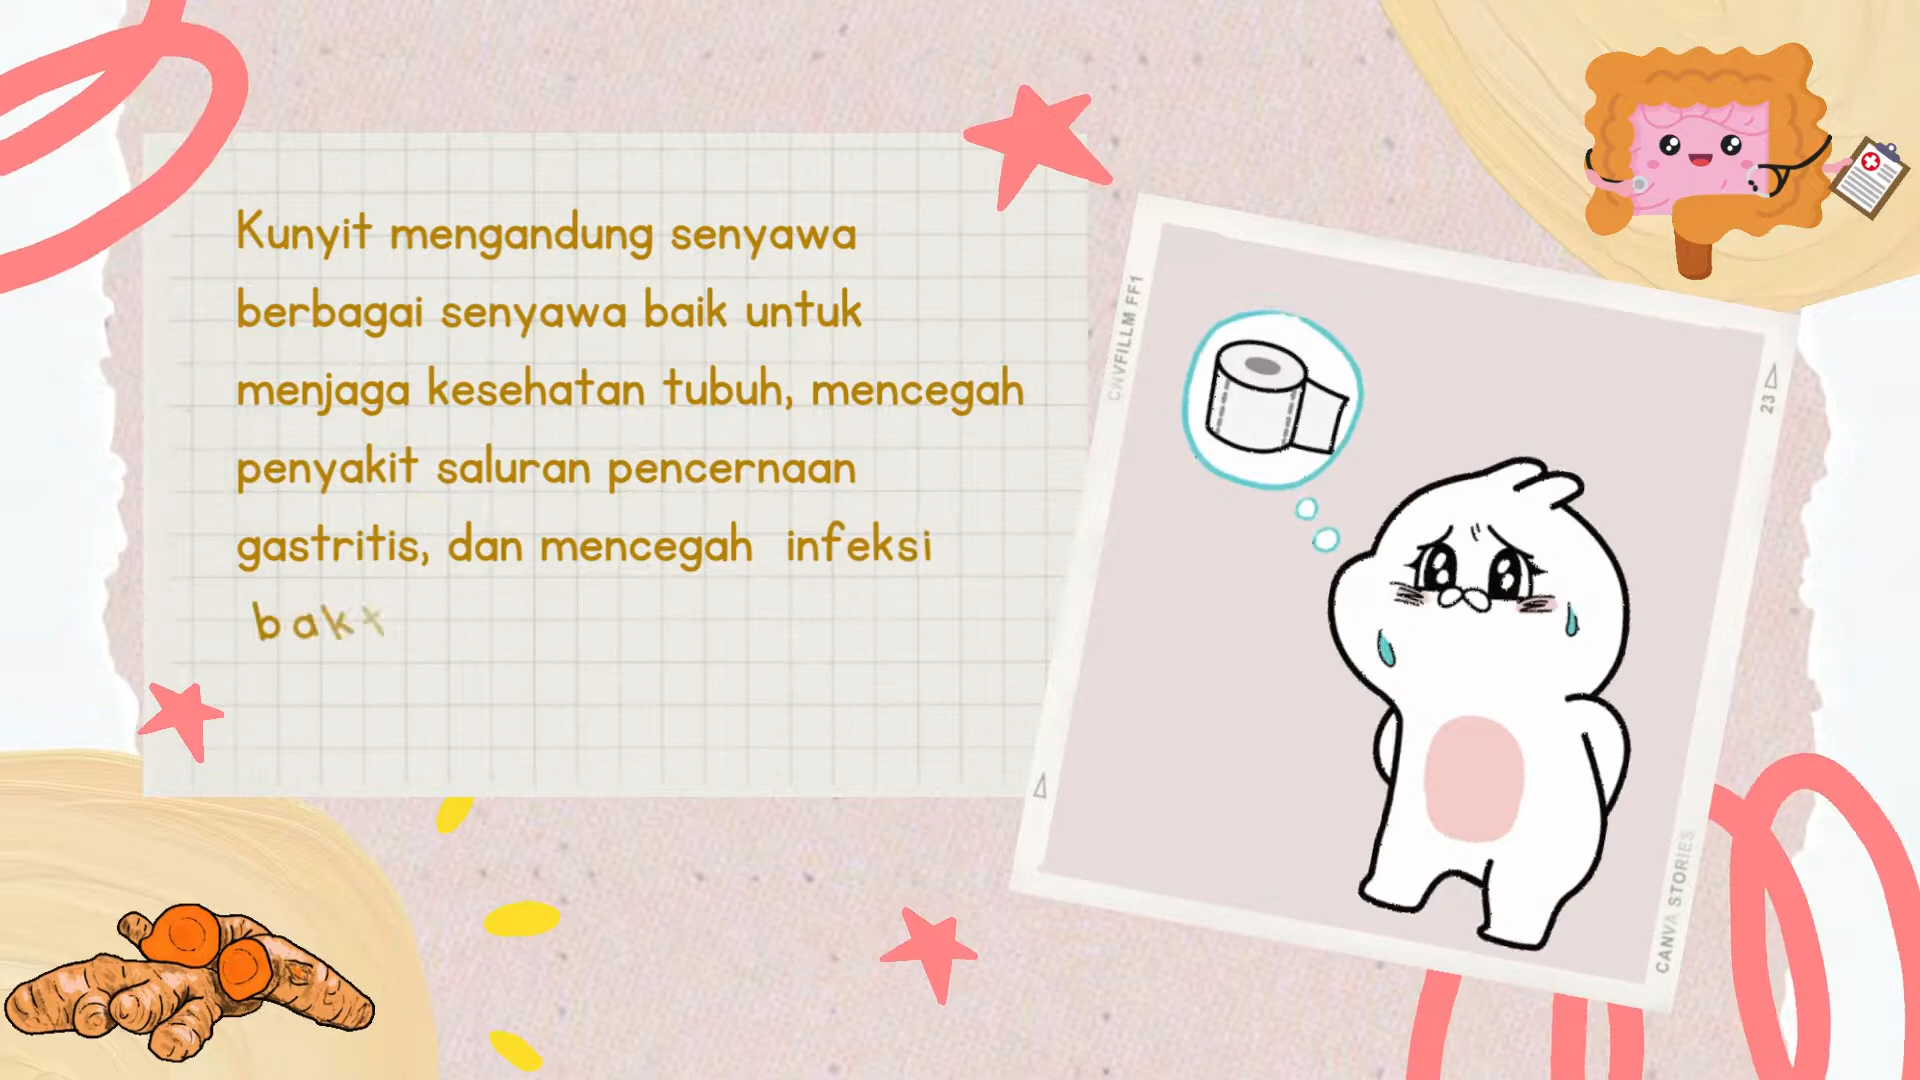 Kunyit mengandung senyawa
berbagai senyawa baik untuk
menjaga kesehatan tubuh, mencegah
penyakit saluran pencernaan
gastritis, dan mencegah infeksi
bakt
CNVFILLM FF1
23
CANVA STORIES